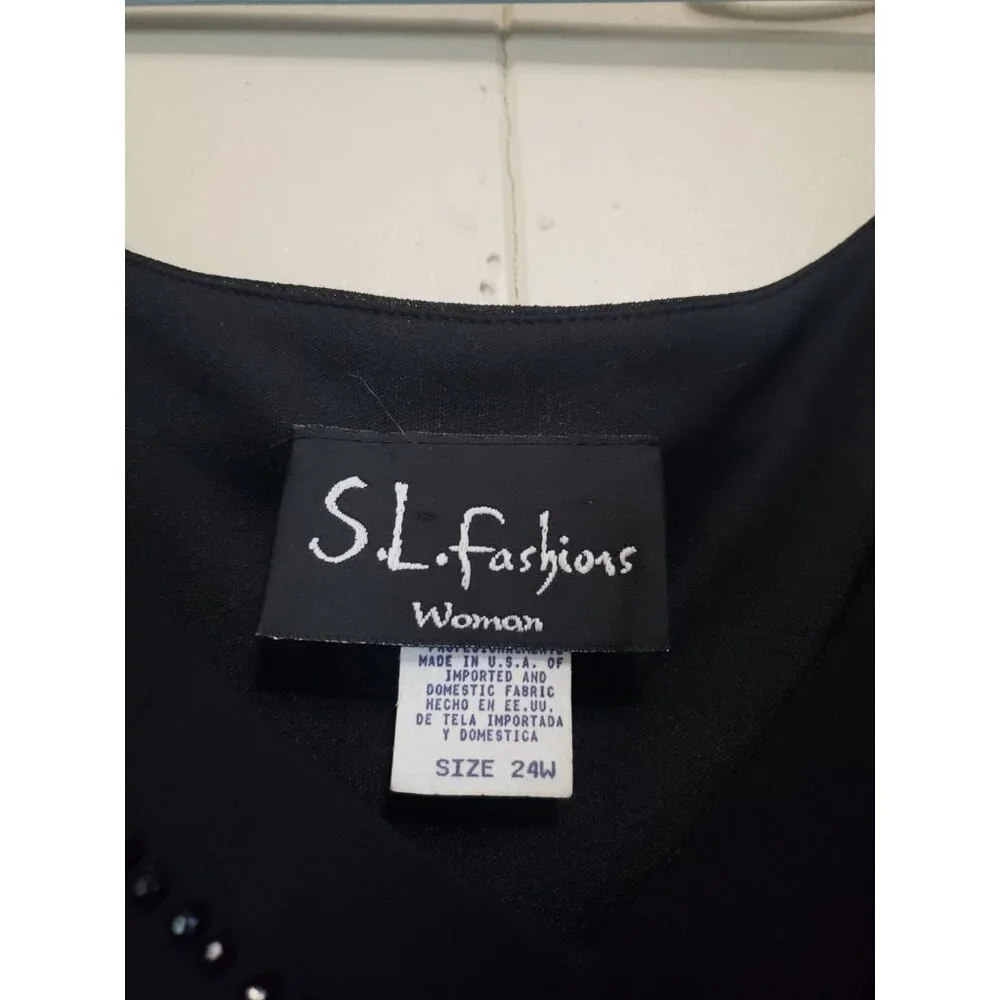 S.L. fashions
Woman
PROFESIONALMENTE
MADE IN U.S.A. OF
IMPORTED AND
DOMESTIC FABRIC
HECHO EN EE.UU.
DE TELA IMPORTADA
Y DOMESTICA
SIZE 24W